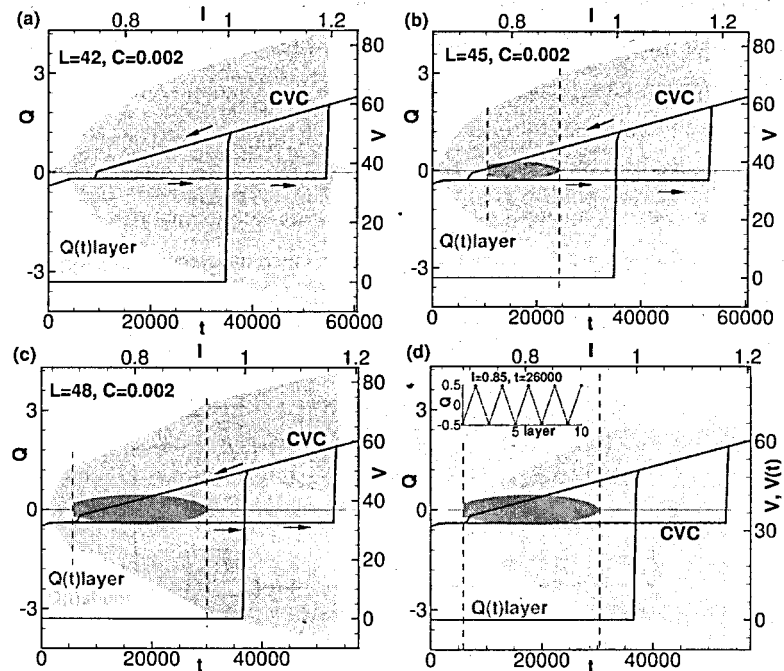 (a)
0.8 I 1 1.2
L=42, C=0.002
CVC
Q
V
3
0
-3
80
60
40
20
0
Q(t)layer
0 20000 t 40000 60000
(b)
0.8 I 1 1.2
L=45, C=0.002
CVC
Q
V
3
0
-3
80
60
40
20
0
Q(t)layer
0 20000 t 40000 60000
(c)
0.8 I 1 1.2
L=48, C=0.002
CVC
Q
V
3
0
-3
80
60
40
20
0
Q(t)layer
0 20000 t 40000
(d)
0.8 I 1 1.2
I=0.85, t=26000
0.5
Q 0
-0.5
5 layer 10
CVC
Q
V, V(t)
3
0
-3
60
30
0
Q(t)layer
0 20000 t 40000